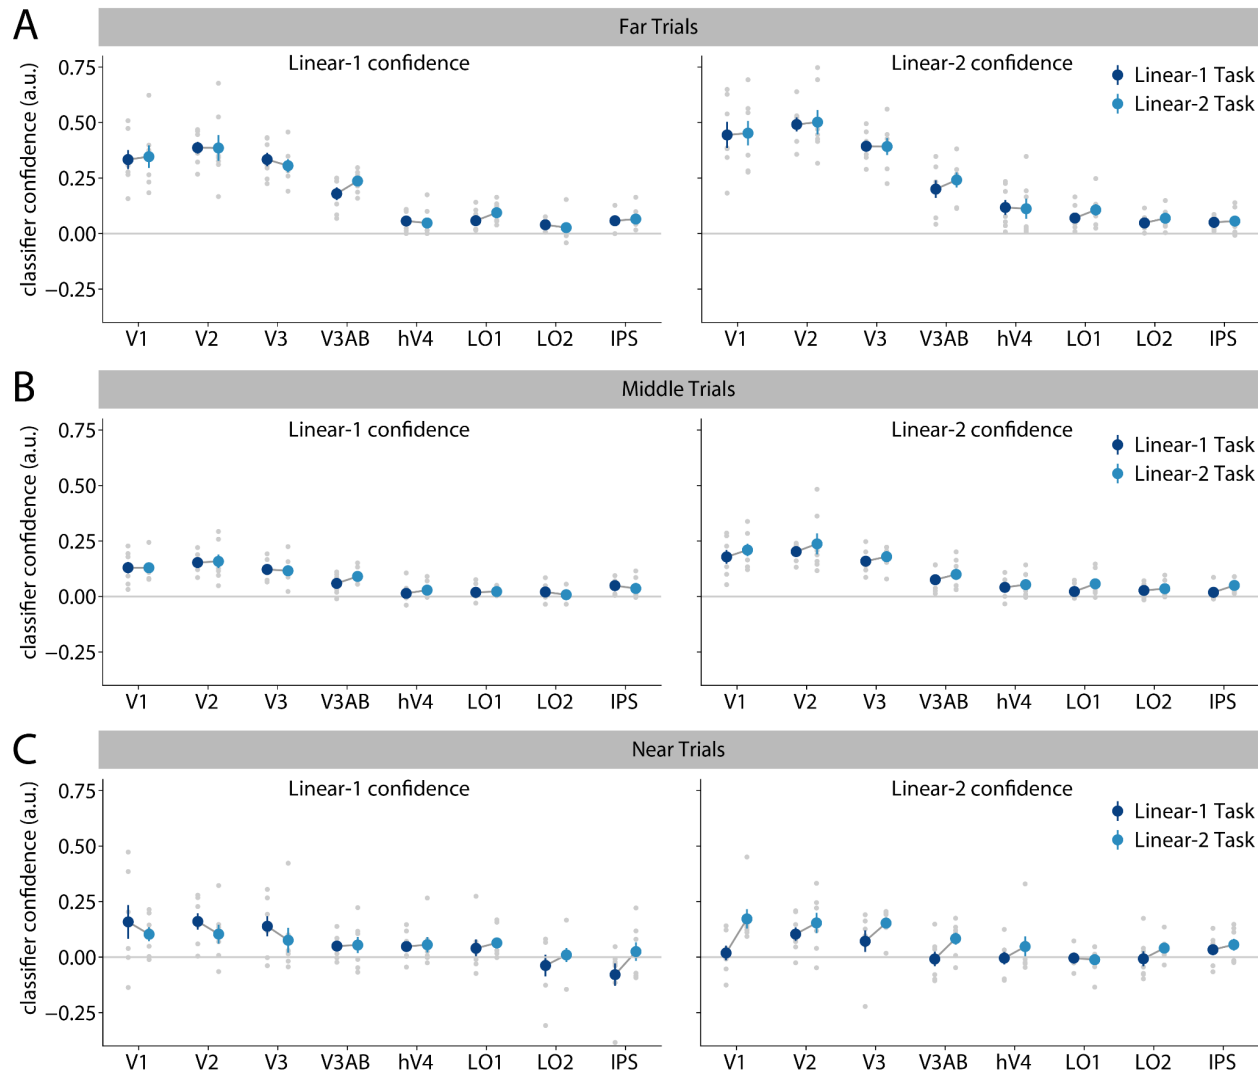 A
Far Trials
Linear-1 confidence
Linear-2 confidence
classifier confidence (a.u.)
0.75
0.50
0.25
0.00
−0.25
Linear-1 Task
Linear-2 Task
V1 V2 V3 V3AB hV4 LO1 LO2 IPS
V1 V2 V3 V3AB hV4 LO1 LO2 IPS
B
Middle Trials
Linear-1 confidence
Linear-2 confidence
classifier confidence (a.u.)
0.75
0.50
0.25
0.00
−0.25
Linear-1 Task
Linear-2 Task
V1 V2 V3 V3AB hV4 LO1 LO2 IPS
V1 V2 V3 V3AB hV4 LO1 LO2 IPS
C
Near Trials
Linear-1 confidence
Linear-2 confidence
classifier confidence (a.u.)
0.75
0.50
0.25
0.00
−0.25
Linear-1 Task
Linear-2 Task
V1 V2 V3 V3AB hV4 LO1 LO2 IPS
V1 V2 V3 V3AB hV4 LO1 LO2 IPS